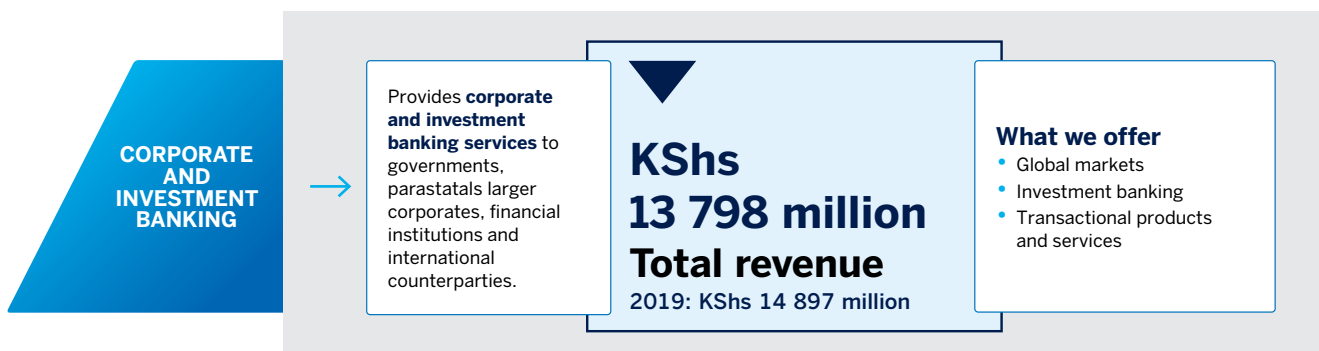 CORPORATE
AND
INVESTMENT
BANKING
Provides corporate
and investment
banking services to
governments,
parastatals larger
corporates, financial
institutions and
international
counterparties.
KShs
13 798 million
Total revenue
2019: KShs 14 897 million
What we offer
• Global markets
• Investment banking
• Transactional products
and services